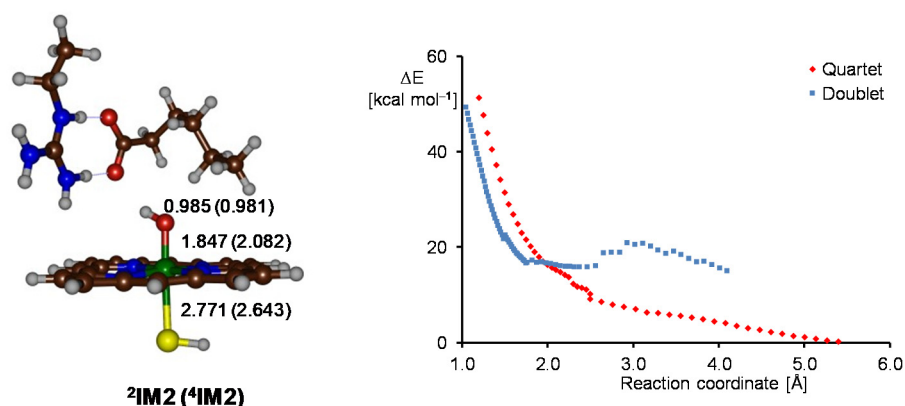 0.985 (0.981)
1.847 (2.082)
2.771 (2.643)
²IM2 (⁴IM2)
60
40
20
0
ΔE
[kcal mol⁻¹]
Quartet
Doublet
1.0 2.0 3.0 4.0 5.0 6.0
Reaction coordinate [Å]